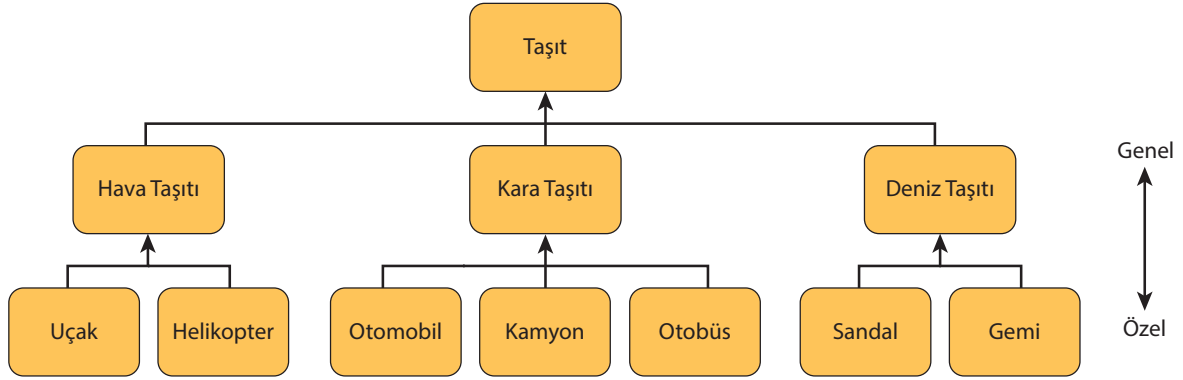 Taşıt
Hava Taşıtı
Kara Taşıtı
Deniz Taşıtı
Genel
Uçak
Helikopter
Otomobil
Kamyon
Otobüs
Sandal
Gemi
Özel